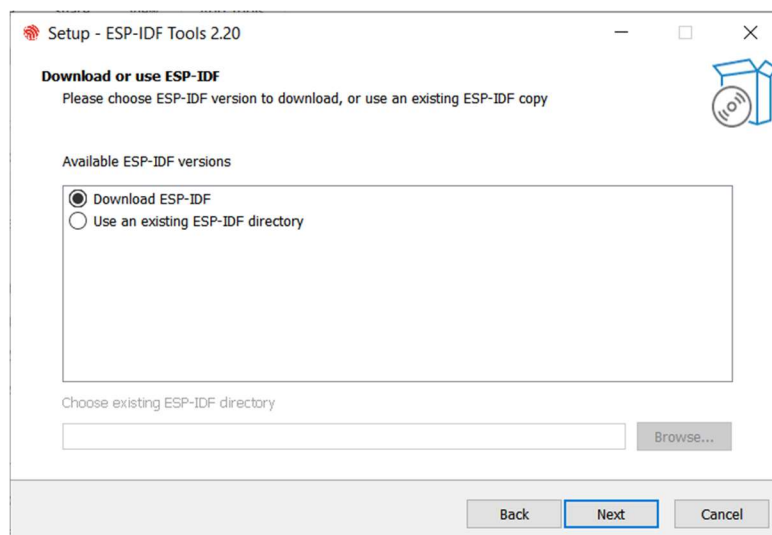 Setup - ESP-IDF Tools 2.20
Download or use ESP-IDF
Please choose ESP-IDF version to download, or use an existing ESP-IDF copy
Available ESP-IDF versions
Download ESP-IDF
Use an existing ESP-IDF directory
Choose existing ESP-IDF directory
Browse...
Back Next Cancel